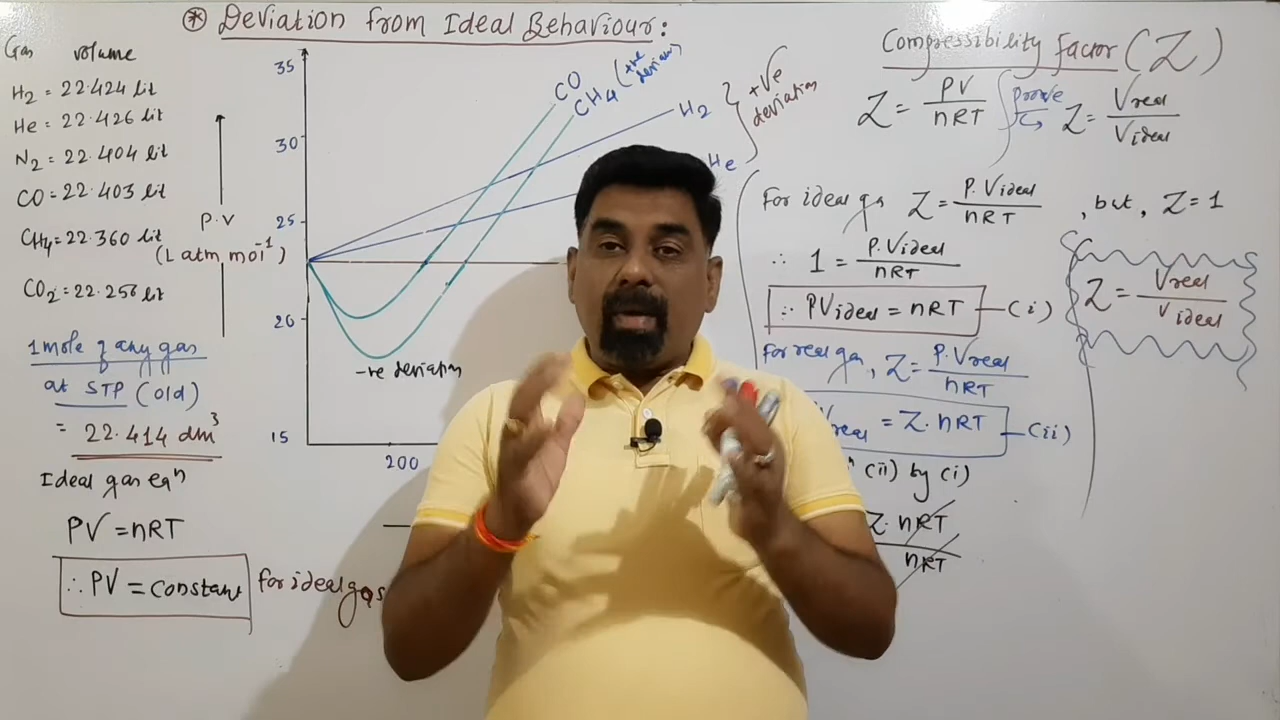 * Deviation from Ideal Behaviour:
Gas volume
H2 = 22.424 lit
He = 22.426 lit
N2 = 22.404 lit
CO = 22.403 lit
CH4 = 22.360 lit
CO2 = 22.256 lit
1 mole of any gas
at STP (old)
= 22.414 dm³
Ideal gas eqn
PV = nRT
∴ PV = constant for ideal gas
P.V
(L atm mol⁻¹)
35
30
25
20
15
200
CO
CH4 (+ve deviation)
H2
He
+Ve deviation
-ve deviation
Compressibility factor (Z)
Z = PV/nRT prove Z = Vreal/Videal
For ideal gas Z = P.Videal/nRT , but, Z = 1
∴ 1 = P.Videal/nRT
∴ PVideal = nRT — (i)
For real gas, Z = P.Vreal/nRT
Vreal = Z.nRT — (ii)
(ii) by (i)
Z.nRT
nRT
Z = Vreal/Videal